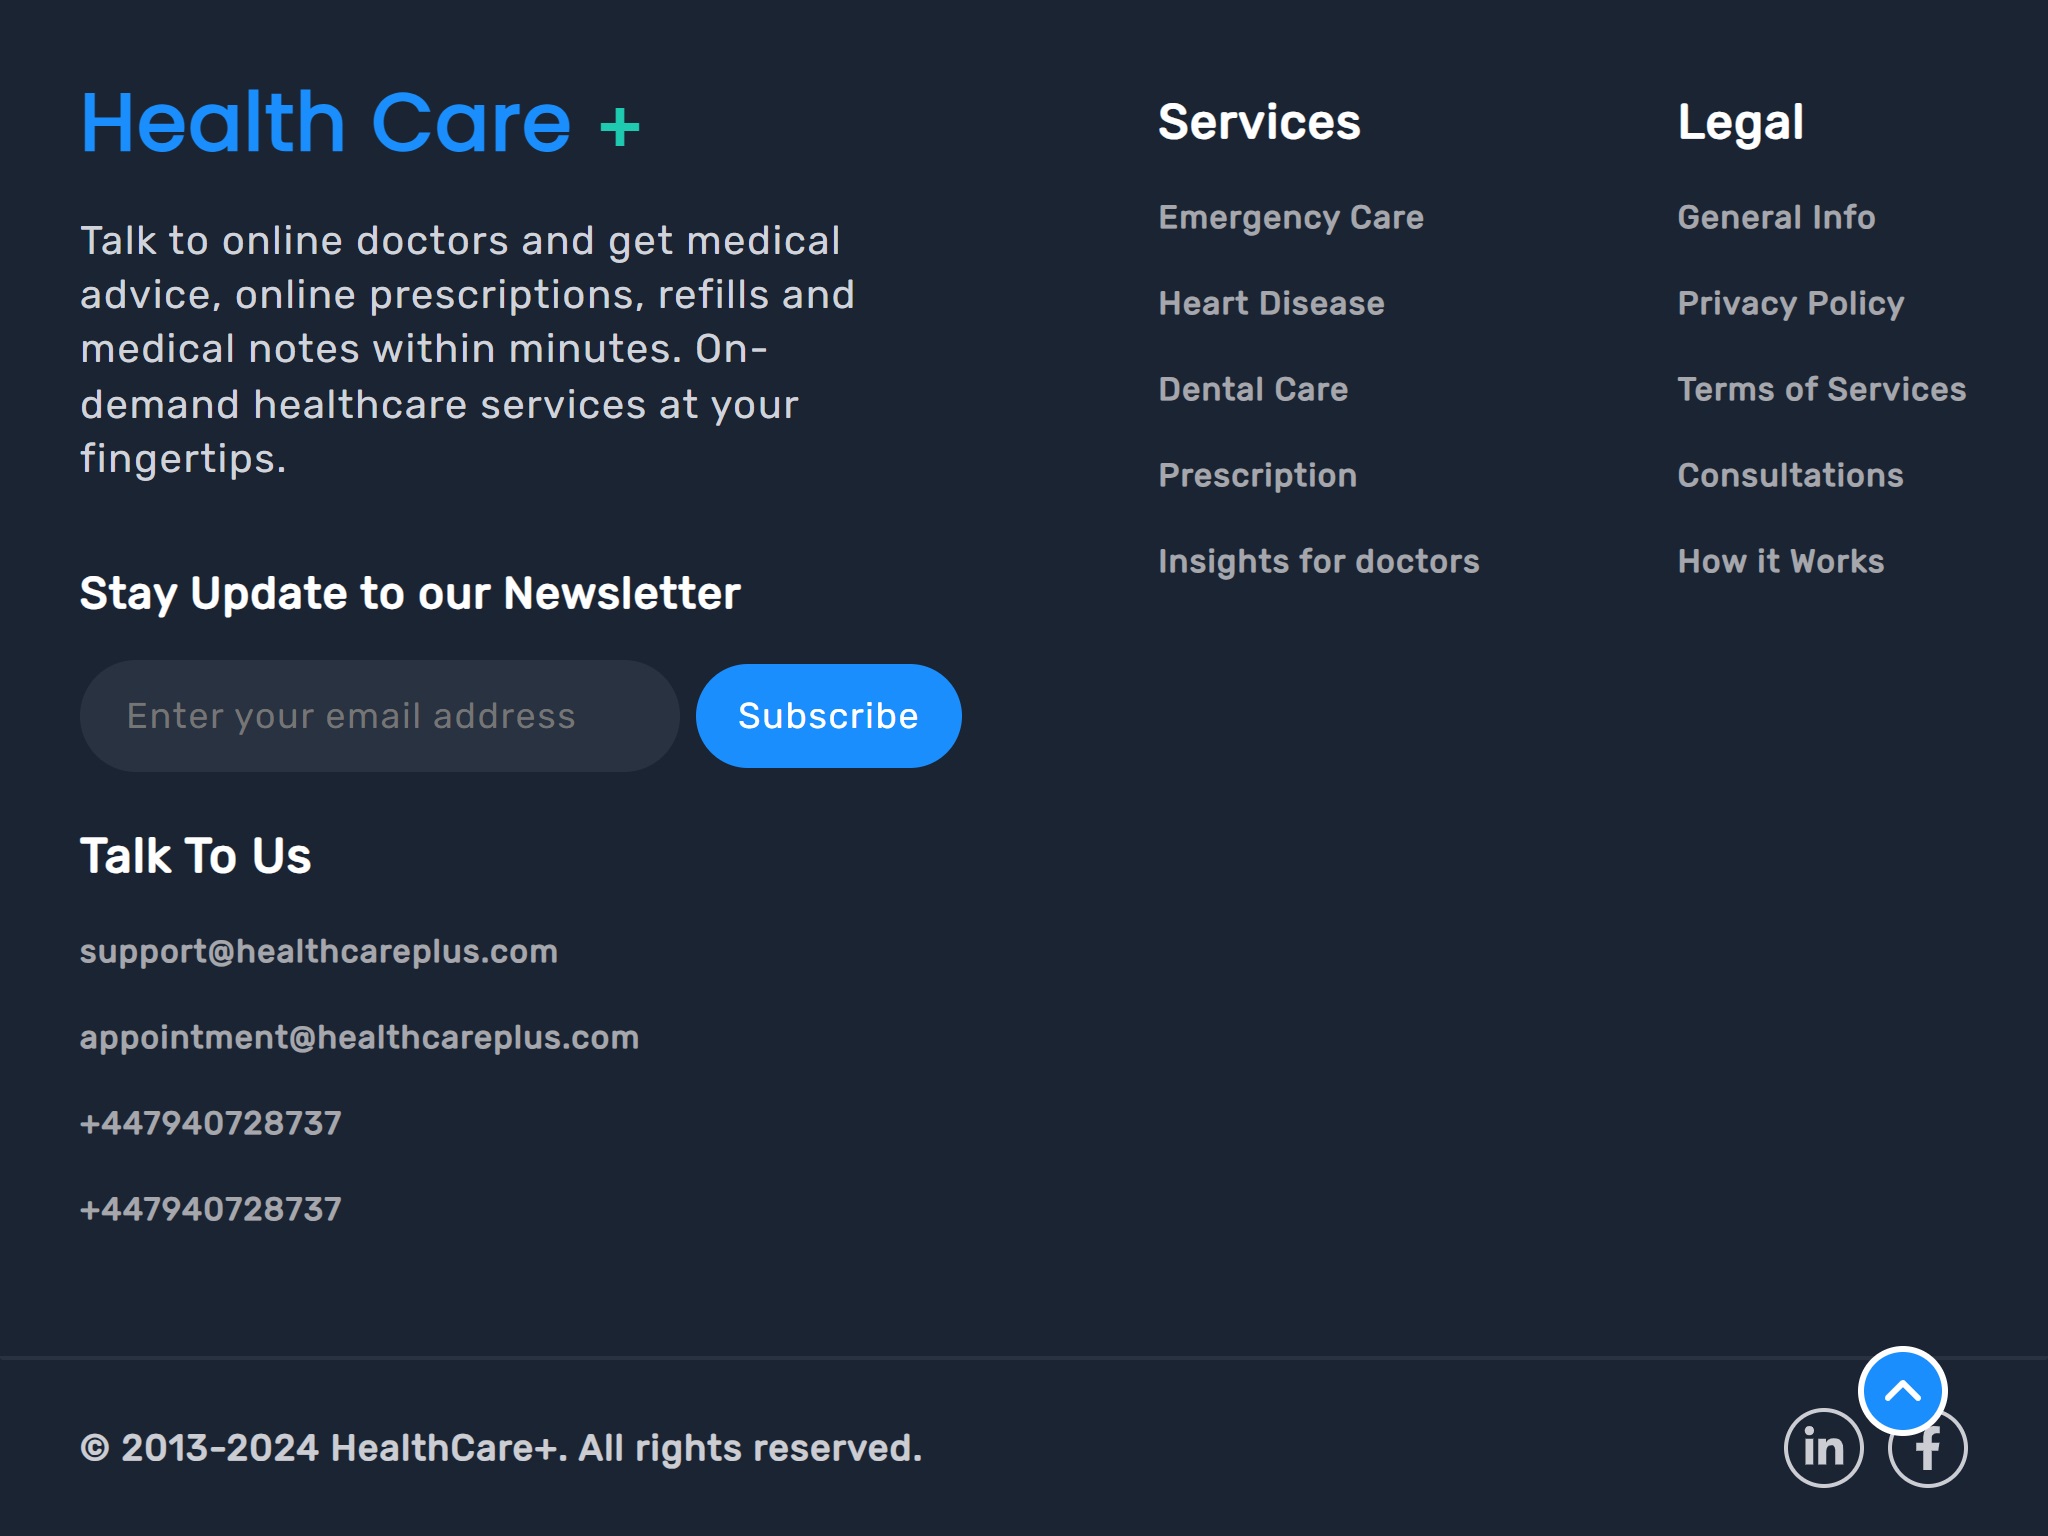 Health Care +
Talk to online doctors and get medical
advice, online prescriptions, refills and
medical notes within minutes. On-
demand healthcare services at your
fingertips.
Stay Update to our Newsletter
Enter your email address
Subscribe
Talk To Us
support@healthcareplus.com
appointment@healthcareplus.com
+447940728737
+447940728737
Services
Emergency Care
Heart Disease
Dental Care
Prescription
Insights for doctors
Legal
General Info
Privacy Policy
Terms of Services
Consultations
How it Works
© 2013-2024 HealthCare+. All rights reserved.
in
f